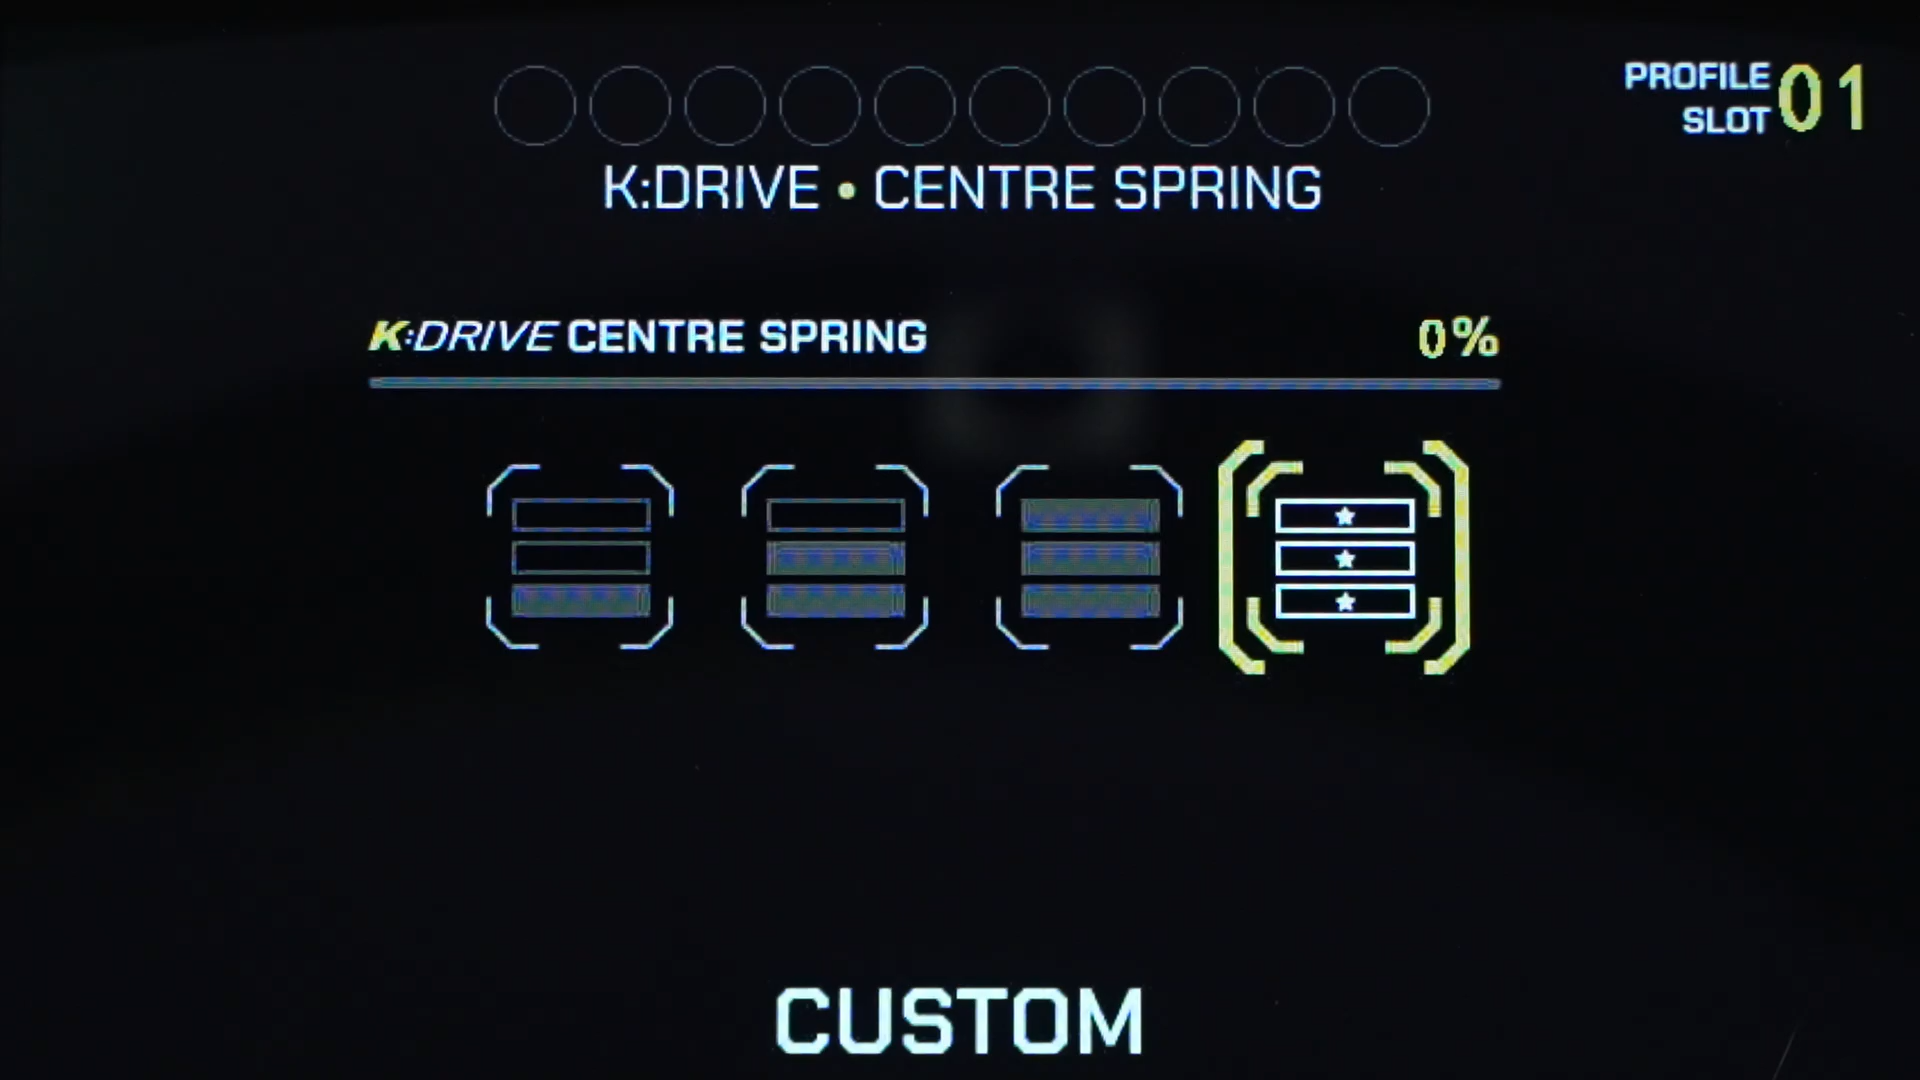 PROFILE
SLOT 01
K:DRIVE • CENTRE SPRING
K:DRIVE CENTRE SPRING 0%
CUSTOM